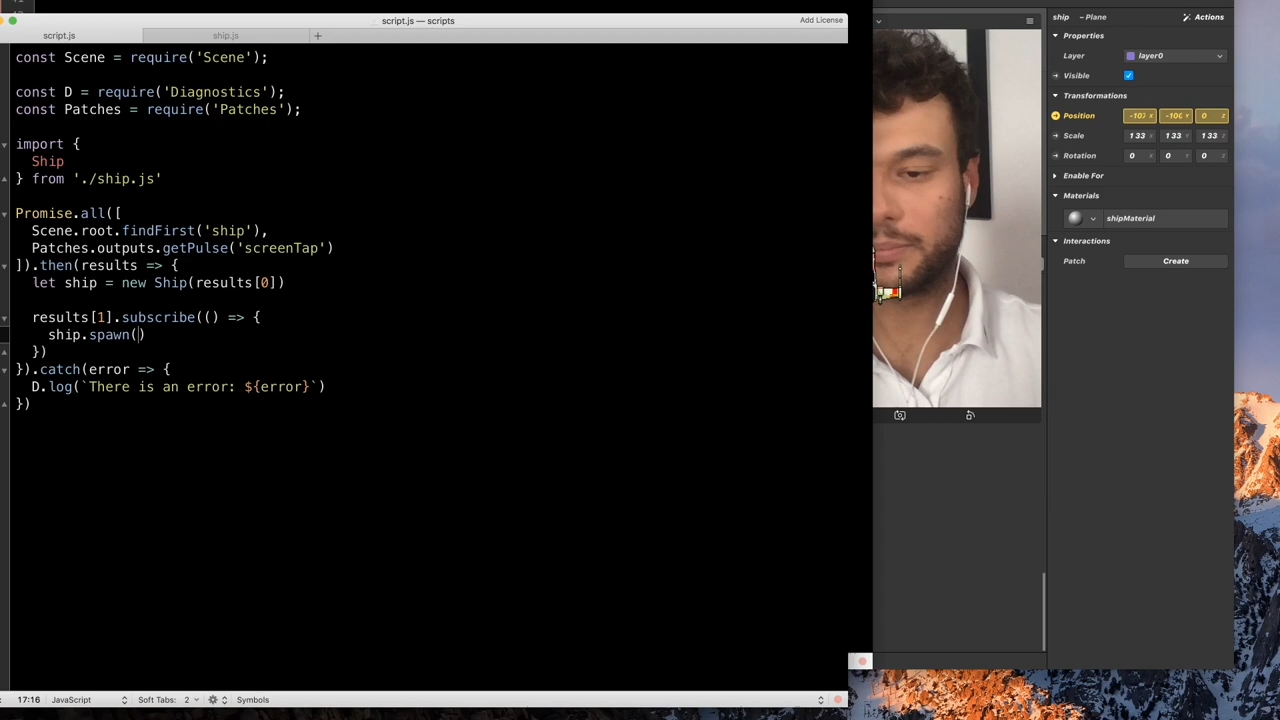 script.js — scripts
Add License
script.js
ship.js
+
const Scene = require('Scene');
const D = require('Diagnostics');
const Patches = require('Patches');
import {
Ship
} from './ship.js'
Promise.all([
Scene.root.findFirst('ship'),
Patches.outputs.getPulse('screenTap')
]).then(results => {
let ship = new Ship(results[0])
results[1].subscribe(() => {
ship.spawn()
})
}).catch(error => {
D.log(`There is an error: ${error}`)
})
17:16
JavaScript
Soft Tabs: 2
Symbols
ship – Plane
Actions
Properties
Layer
layer0
Visible
Transformations
Position
-107 X
-106 Y
0 Z
Scale
1 33 X
1 33 Y
1 33 Z
Rotation
0 X
0 Y
0 Z
Enable For
Materials
shipMaterial
Interactions
Patch
Create